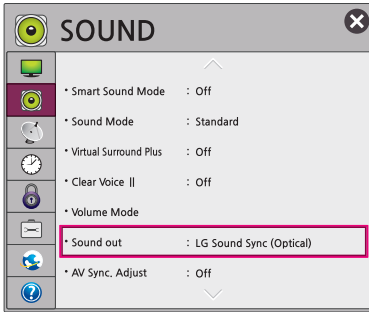 SOUND
• Smart Sound Mode : Off
• Sound Mode : Standard
• Virtual Surround Plus : Off
• Clear Voice II : Off
• Volume Mode
• Sound out : LG Sound Sync (Optical)
• AV Sync. Adjust : Off
?